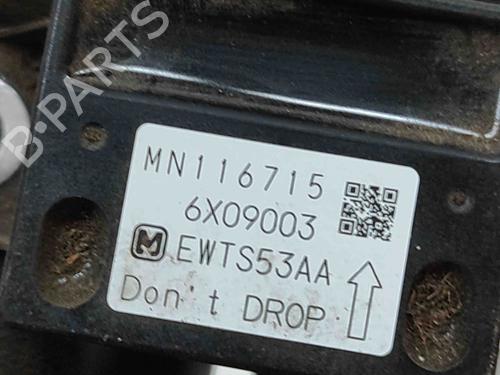 B-PARTS
MN116715
6X09003
M EWTS53AA
Don't DROP